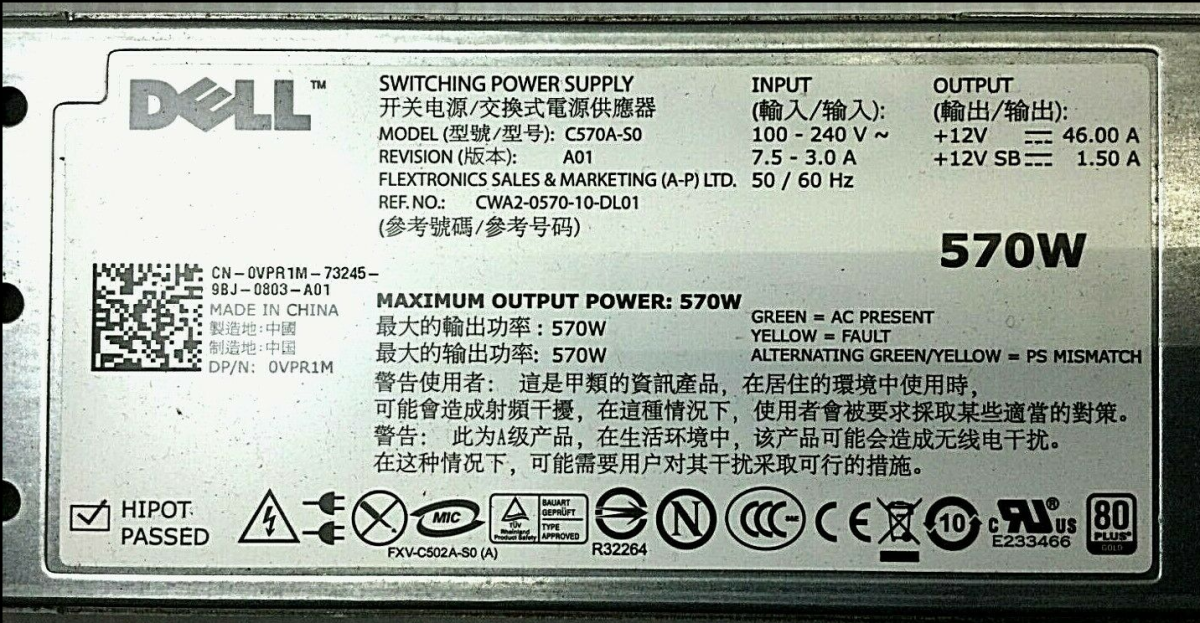 DELL™
SWITCHING POWER SUPPLY
开关电源/交換式電源供應器
MODEL (型號/型号): C570A-S0
REVISION (版本): A01
FLEXTRONICS SALES & MARKETING (A-P) LTD.
REF. NO.: CWA2-0570-10-DL01
(參考號碼/參考号码)
INPUT
(輸入/输入):
100 - 240 V ~
7.5 - 3.0 A
50 / 60 Hz
OUTPUT
(輸出/输出):
+12V ⎓ 46.00 A
+12V SB ⎓ 1.50 A
570W
CN-0VPR1M-73245-
9BJ-0803-A01
MADE IN CHINA
製造地:中國
制造地:中国
DP/N: 0VPR1M
MAXIMUM OUTPUT POWER: 570W
最大的輸出功率: 570W
最大的输出功率: 570W
GREEN = AC PRESENT
YELLOW = FAULT
ALTERNATING GREEN/YELLOW = PS MISMATCH
警告使用者: 這是甲類的資訊產品, 在居住的環境中使用時,
可能會造成射頻干擾, 在這種情況下, 使用者會被要求採取某些適當的對策。
警告: 此为A级产品, 在生活环境中, 该产品可能会造成无线电干扰。
在这种情况下, 可能需要用户对其干扰采取可行的措施。
HIPOT
PASSED
MIC
FXV-C502A-S0 (A)
TÜV
Rheinland
Product Safety
BAUART
GEPRÜFT
TYPE
APPROVED
R32264
N
CCC
CE
10
c RU® US
E233466
80
PLUS
GOLD